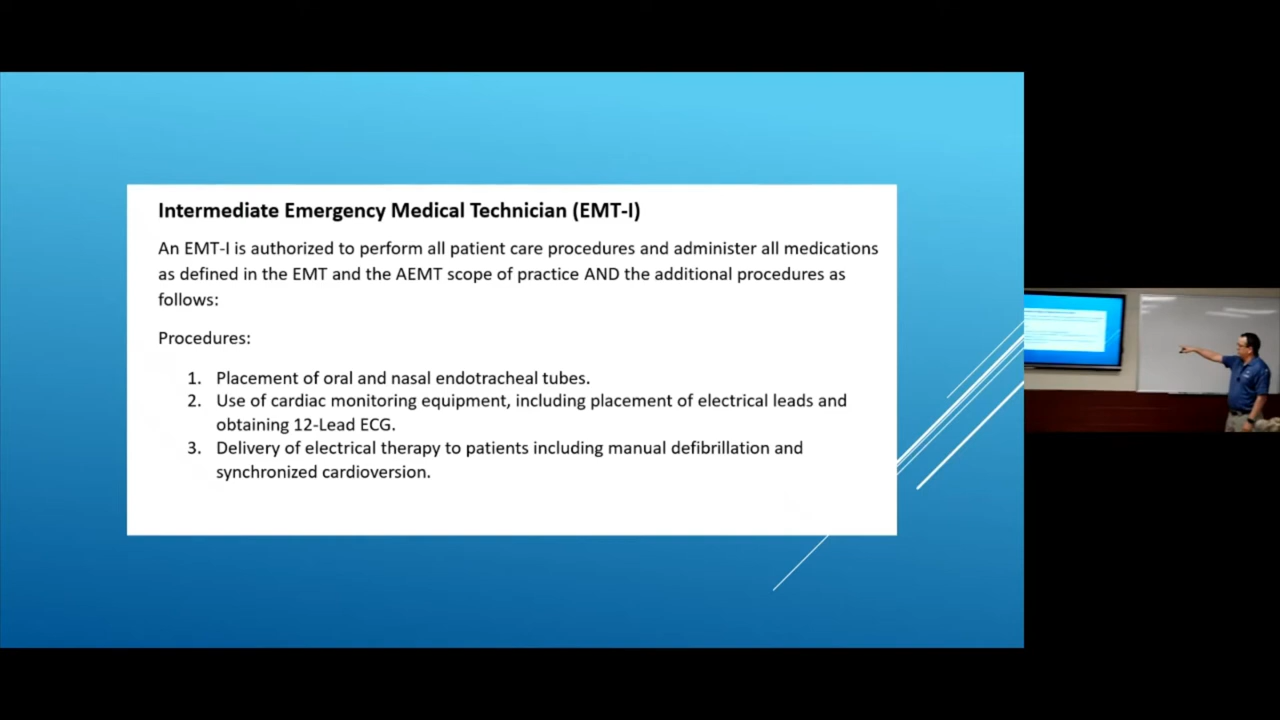 Intermediate Emergency Medical Technician (EMT-I)
An EMT-I is authorized to perform all patient care procedures and administer all medications
as defined in the EMT and the AEMT scope of practice AND the additional procedures as
follows:
Procedures:
1. Placement of oral and nasal endotracheal tubes.
2. Use of cardiac monitoring equipment, including placement of electrical leads and
obtaining 12-Lead ECG.
3. Delivery of electrical therapy to patients including manual defibrillation and
synchronized cardioversion.